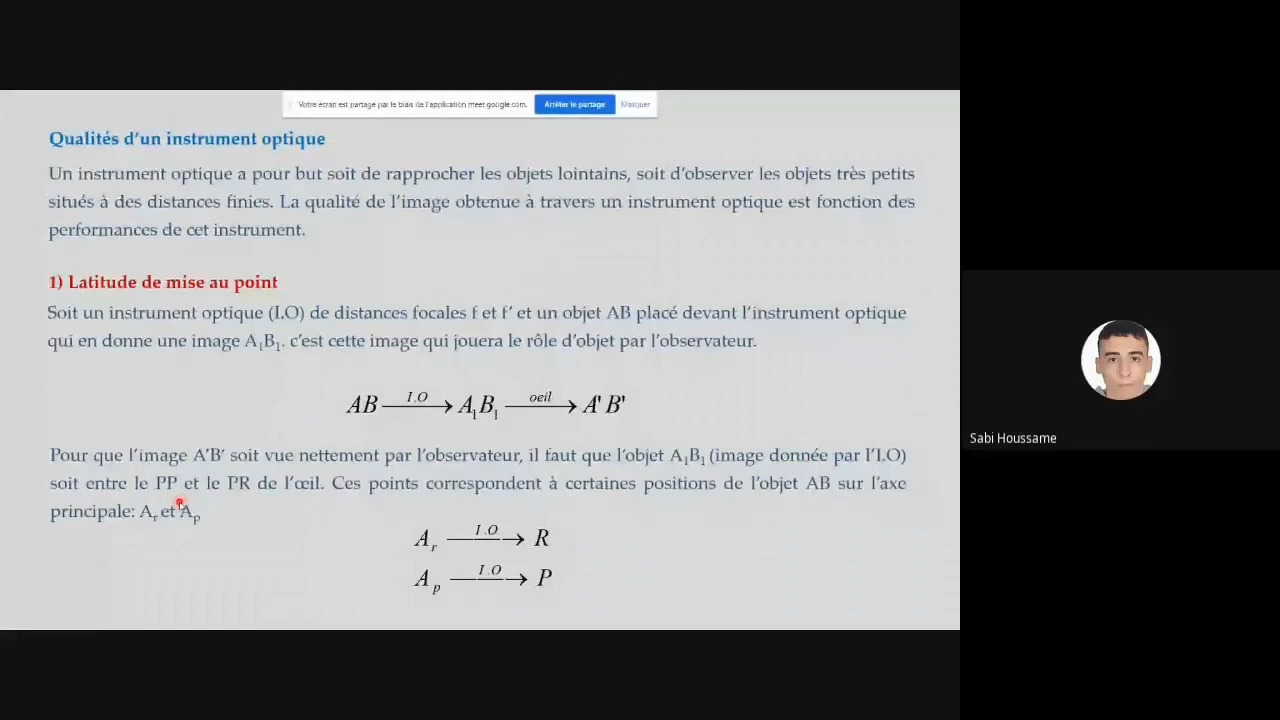 Votre écran est partagé par le biais de l'application meet.google.com. Arrêter le partage Masquer
Qualités d'un instrument optique
Un instrument optique a pour but soit de rapprocher les objets lointains, soit d'observer les objets très petits
situés à des distances finies. La qualité de l'image obtenue à travers un instrument optique est fonction des
performances de cet instrument.
1) Latitude de mise au point
Soit un instrument optique (I.O) de distances focales f et f' et un objet AB placé devant l'instrument optique
qui en donne une image A₁B₁. c'est cette image qui jouera le rôle d'objet par l'observateur.
AB —I.O→ A₁B₁ —oeil→ A'B'
Pour que l'image A'B' soit vue nettement par l'observateur, il faut que l'objet A₁B₁ (image donnée par l'I.O)
soit entre le PP et le PR de l'œil. Ces points correspondent à certaines positions de l'objet AB sur l'axe
principale: Aᵣ et Aₚ
Aᵣ —I.O→ R
Aₚ —I.O→ P
Sabi Houssame